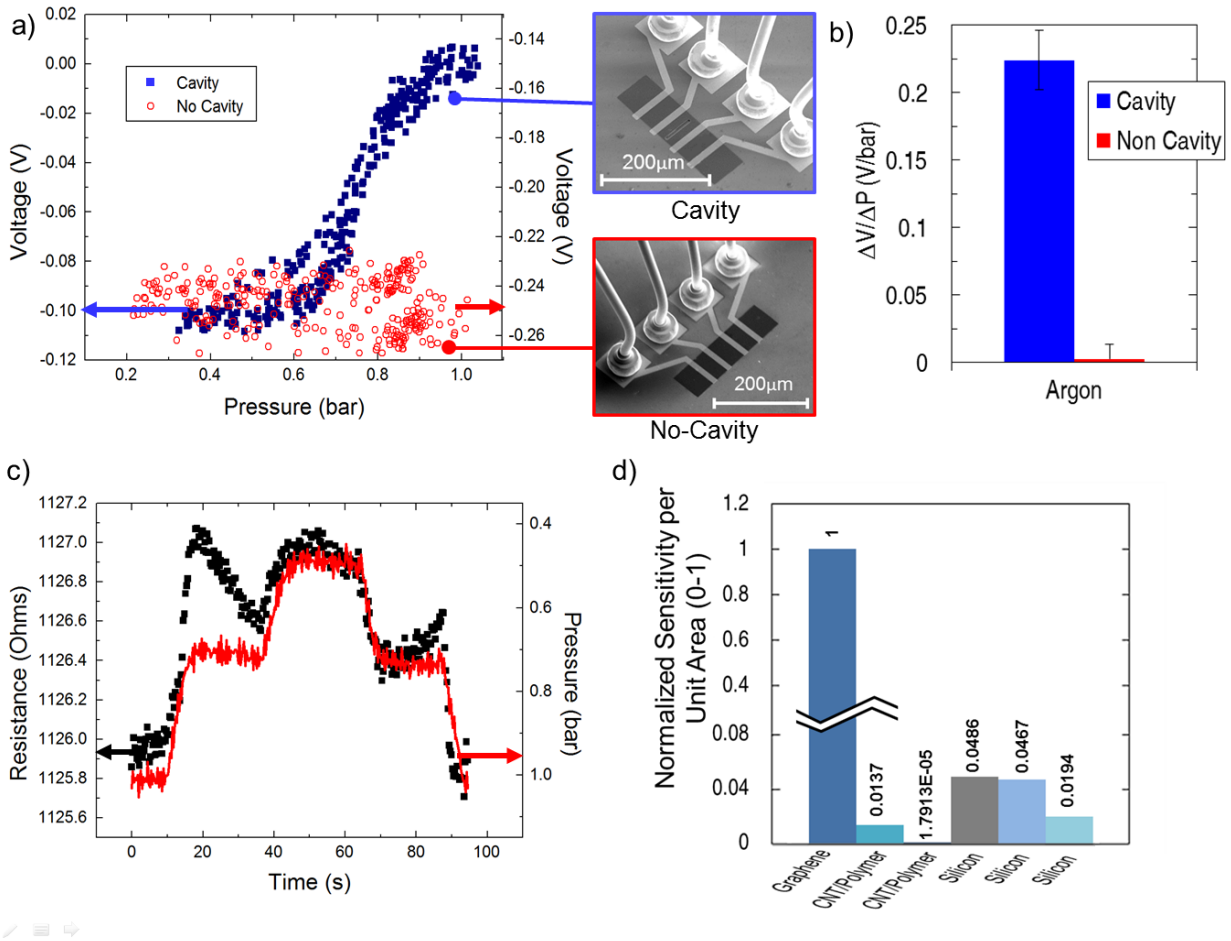 a)
0.00
-0.02
-0.04
-0.06
-0.08
-0.10
-0.12
Voltage (V)
Cavity
No Cavity
-0.14
-0.15
-0.17
-0.18
-0.20
-0.22
-0.23
-0.24
-0.26
Voltage
(V)
0.2
0.4
0.6
0.8
1.0
Pressure (bar)
200μm
Cavity
200μm
No-Cavity
b)
0.25
0.20
0.25
0.10
0.05
0
ΔV/ΔP (V/bar)
Cavity
Non Cavity
Argon
c)
1127.2
1127.0
1126.8
1126.6
1126.4
1126.2
1126.0
1125.8
1125.6
Resistance (Ohms)
0.4
0.6
0.8
1.0
Pressure
(bar)
0
20
40
60
80
100
Time (s)
d)
Normalized Sensitivity per
Unit Area (0-1)
1.2
1
0.8
0.6
0.4
0.08
0.04
0
1
0.0137
1.7913E-05
0.0486
0.0467
0.0194
Graphene
CNT/Polymer
CNT/Polymer
Silicon
Silicon
Silicon